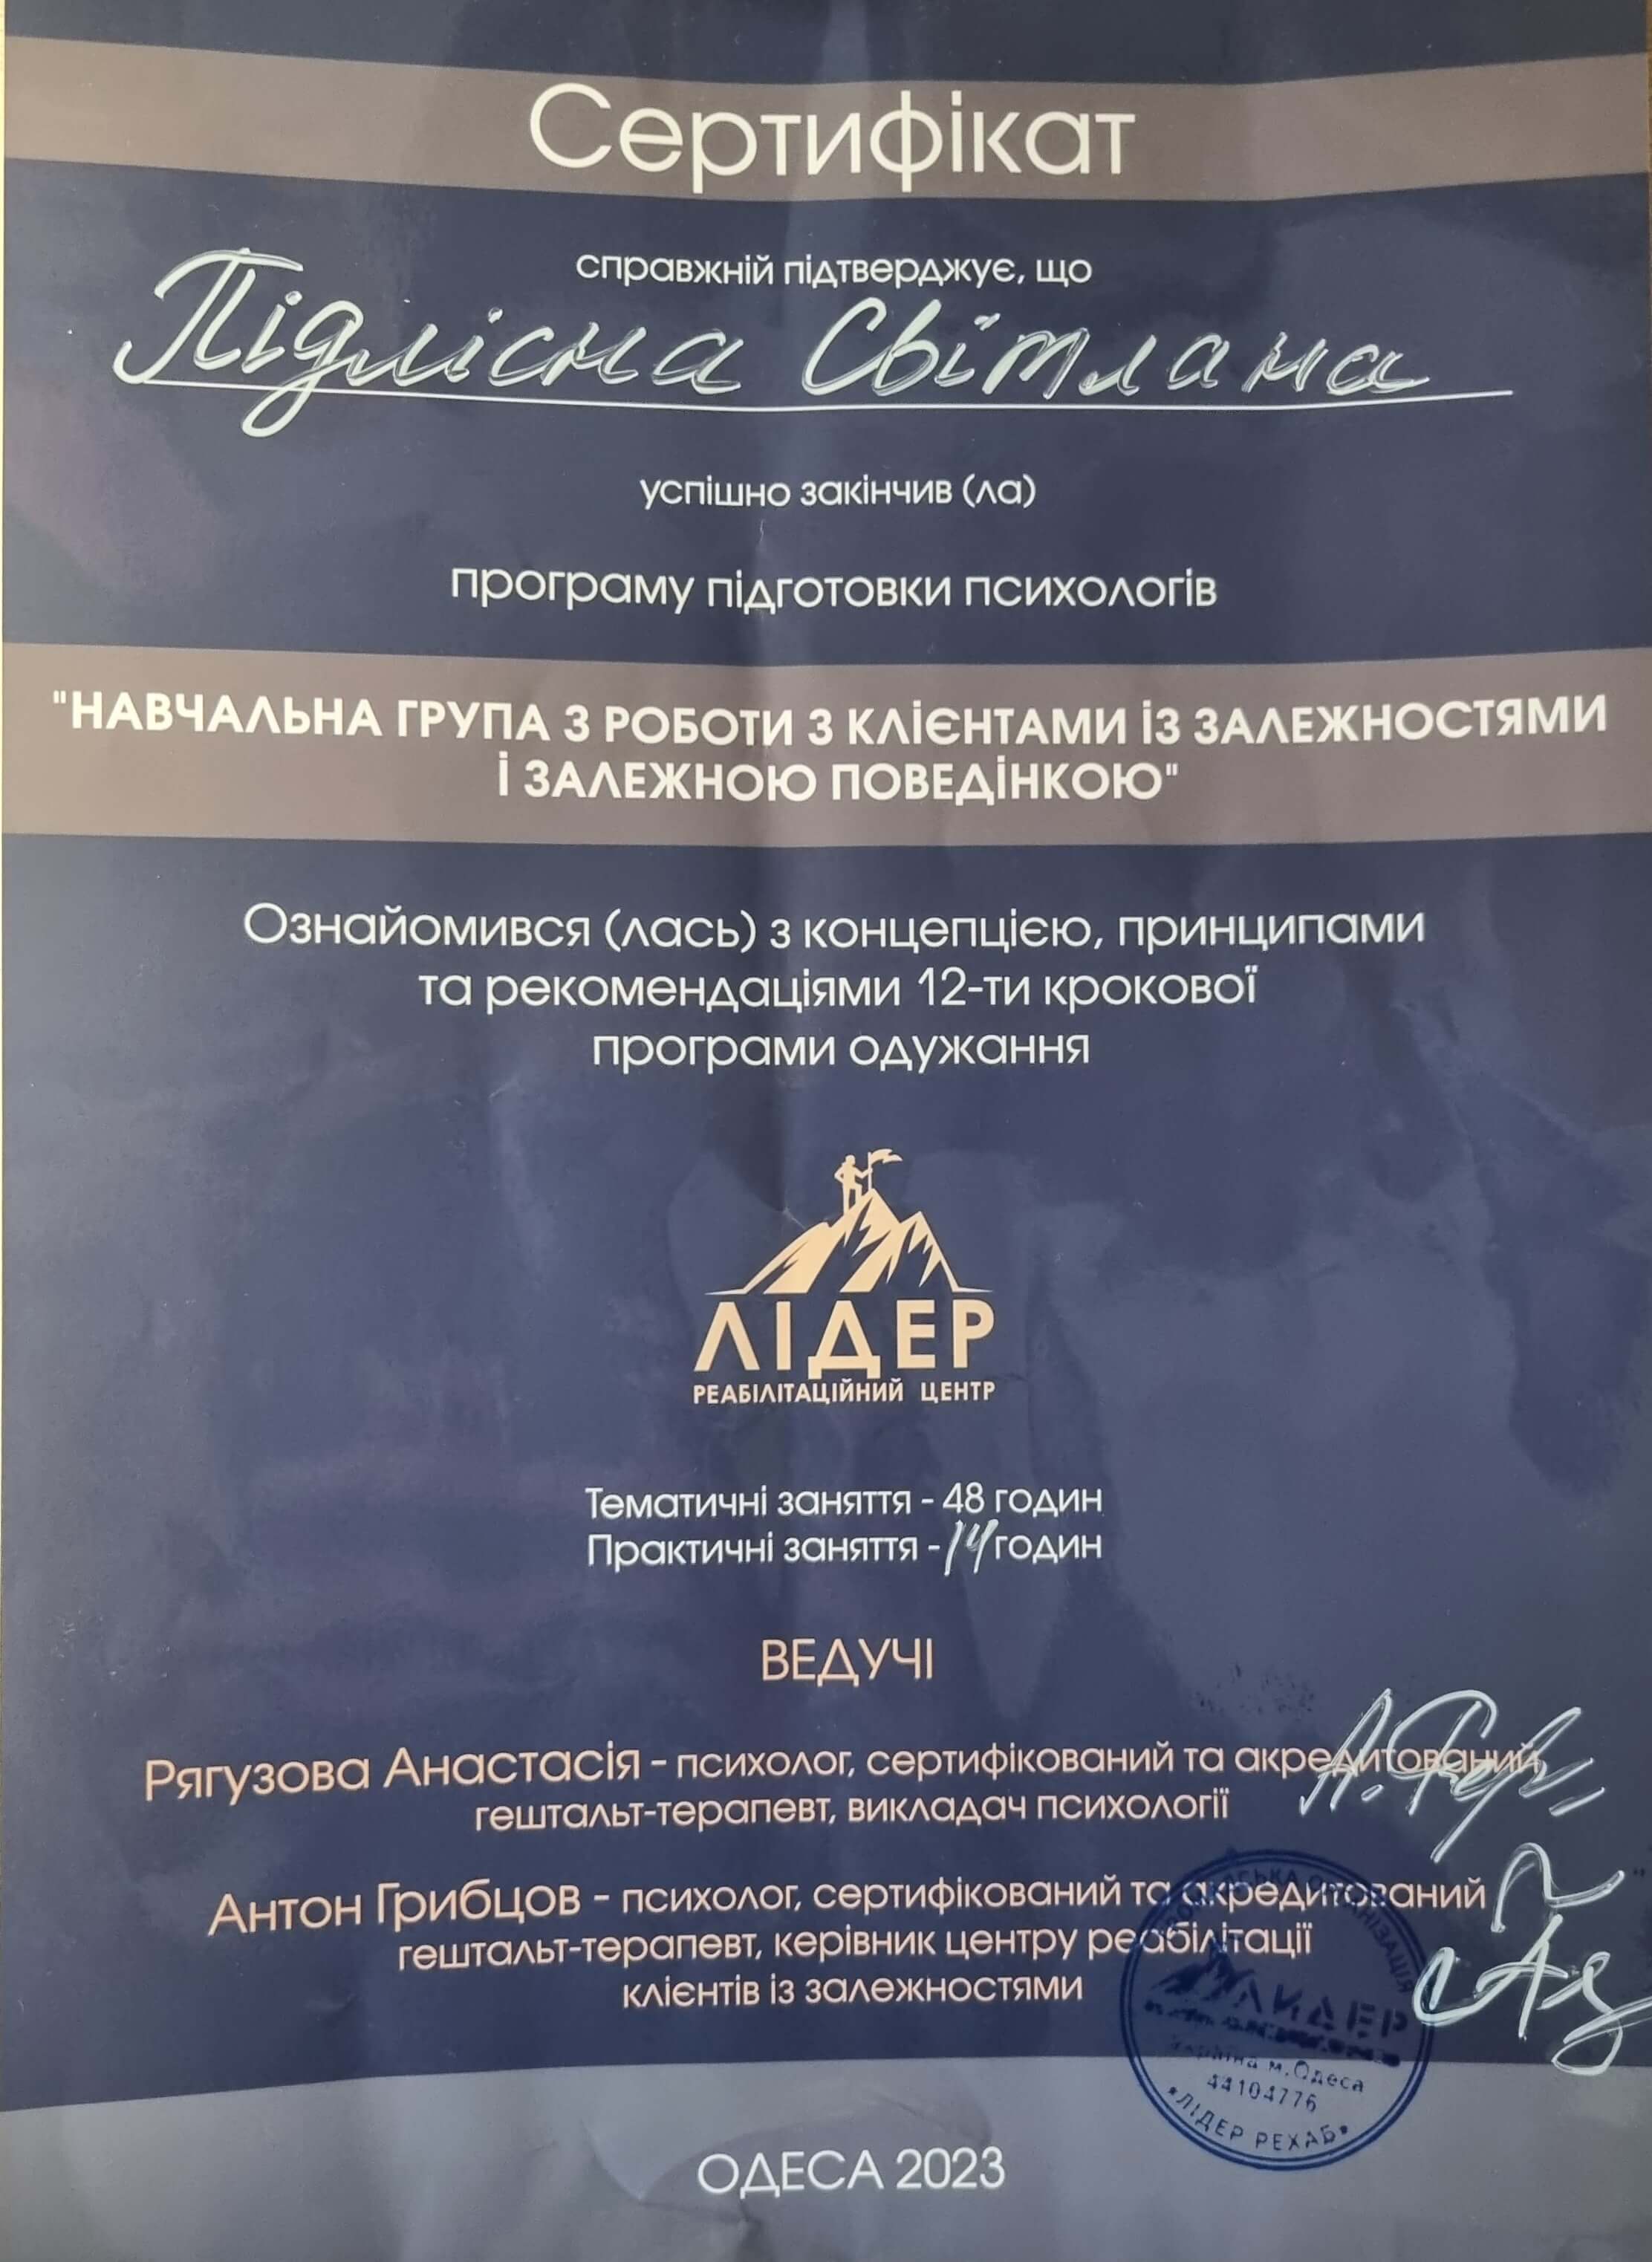 Сертифікат
справжній підтверджує, що
Підлісна Світлана
успішно закінчив (ла)
програму підготовки психологів
"НАВЧАЛЬНА ГРУПА З РОБОТИ З КЛІЄНТАМИ ІЗ ЗАЛЕЖНОСТЯМИ
І ЗАЛЕЖНОЮ ПОВЕДІНКОЮ"
Ознайомився (лась) з концепцією, принципами
та рекомендаціями 12-ти крокової
програми одужання
ЛІДЕР
РЕАБІЛІТАЦІЙНИЙ ЦЕНТР
Тематичні заняття - 48 годин
Практичні заняття - 14 годин
ВЕДУЧІ
Рягузова Анастасія - психолог, сертифікований та акредитований
гештальт-терапевт, викладач психології
Антон Грибцов - психолог, сертифікований та акредитований
гештальт-терапевт, керівник центру реабілітації
клієнтів із залежностями
ГРОМАДСЬКА ОРГАНІЗАЦІЯ
ЛИДЕР
Україна м.Одеса
44104776
"ЛІДЕР РЕХАБ"
ОДЕСА 2023